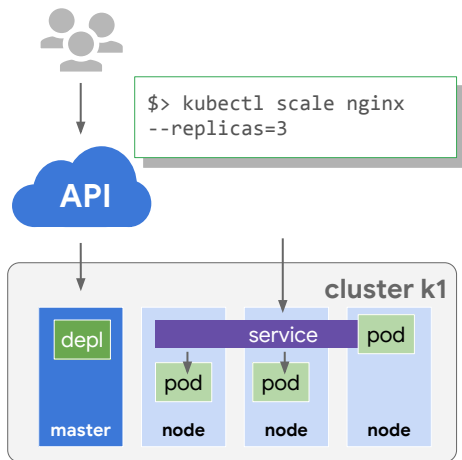 $> kubectl scale nginx
--replicas=3
API
cluster k1
depl
service
pod
pod
pod
master
node
node
node